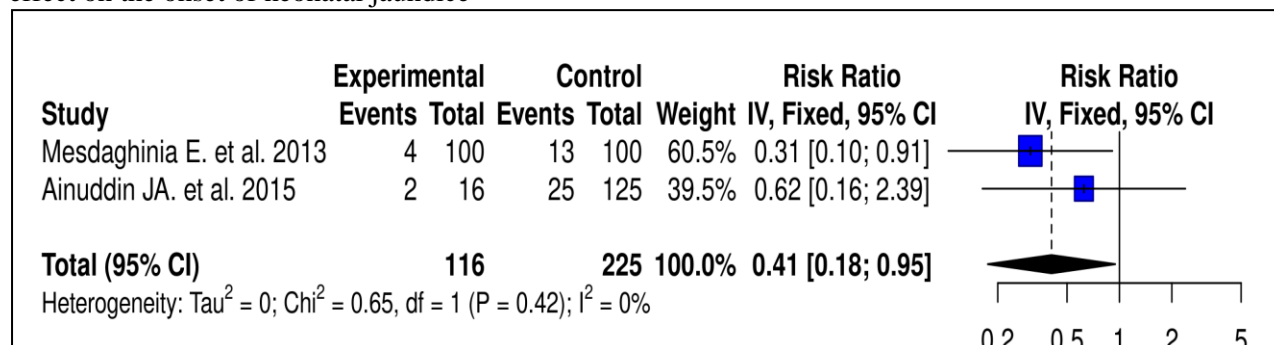 effect on the onset of neonatal jaundice
Experimental Control Risk Ratio Risk Ratio
Study Events Total Events Total Weight IV, Fixed, 95% CI IV, Fixed, 95% CI
Mesdaghinia E. et al. 2013 4 100 13 100 60.5% 0.31 [0.10; 0.91]
Ainuddin JA. et al. 2015 2 16 25 125 39.5% 0.62 [0.16; 2.39]
Total (95% CI) 116 225 100.0% 0.41 [0.18; 0.95]
Heterogeneity: Tau² = 0; Chi² = 0.65, df = 1 (P = 0.42); I² = 0%
0.2 0.5 1 2 5